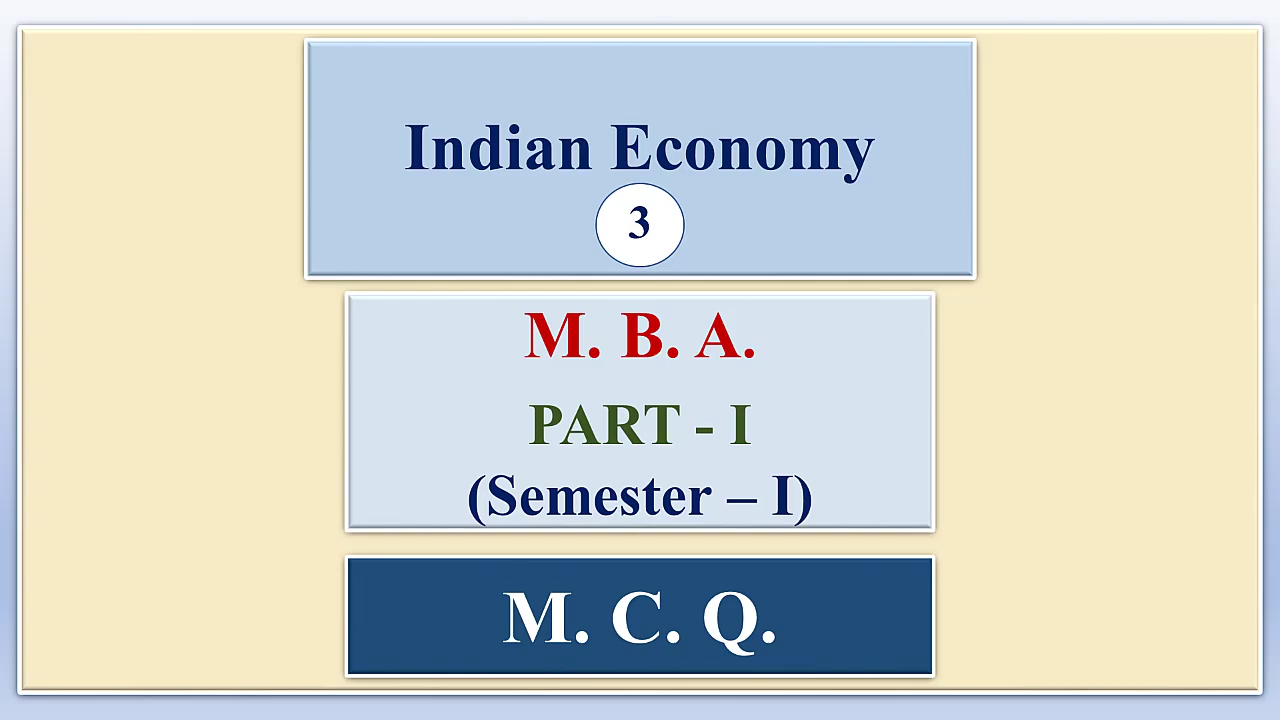 Indian Economy
3
M. B. A.
PART - I
(Semester – I)
M. C. Q.